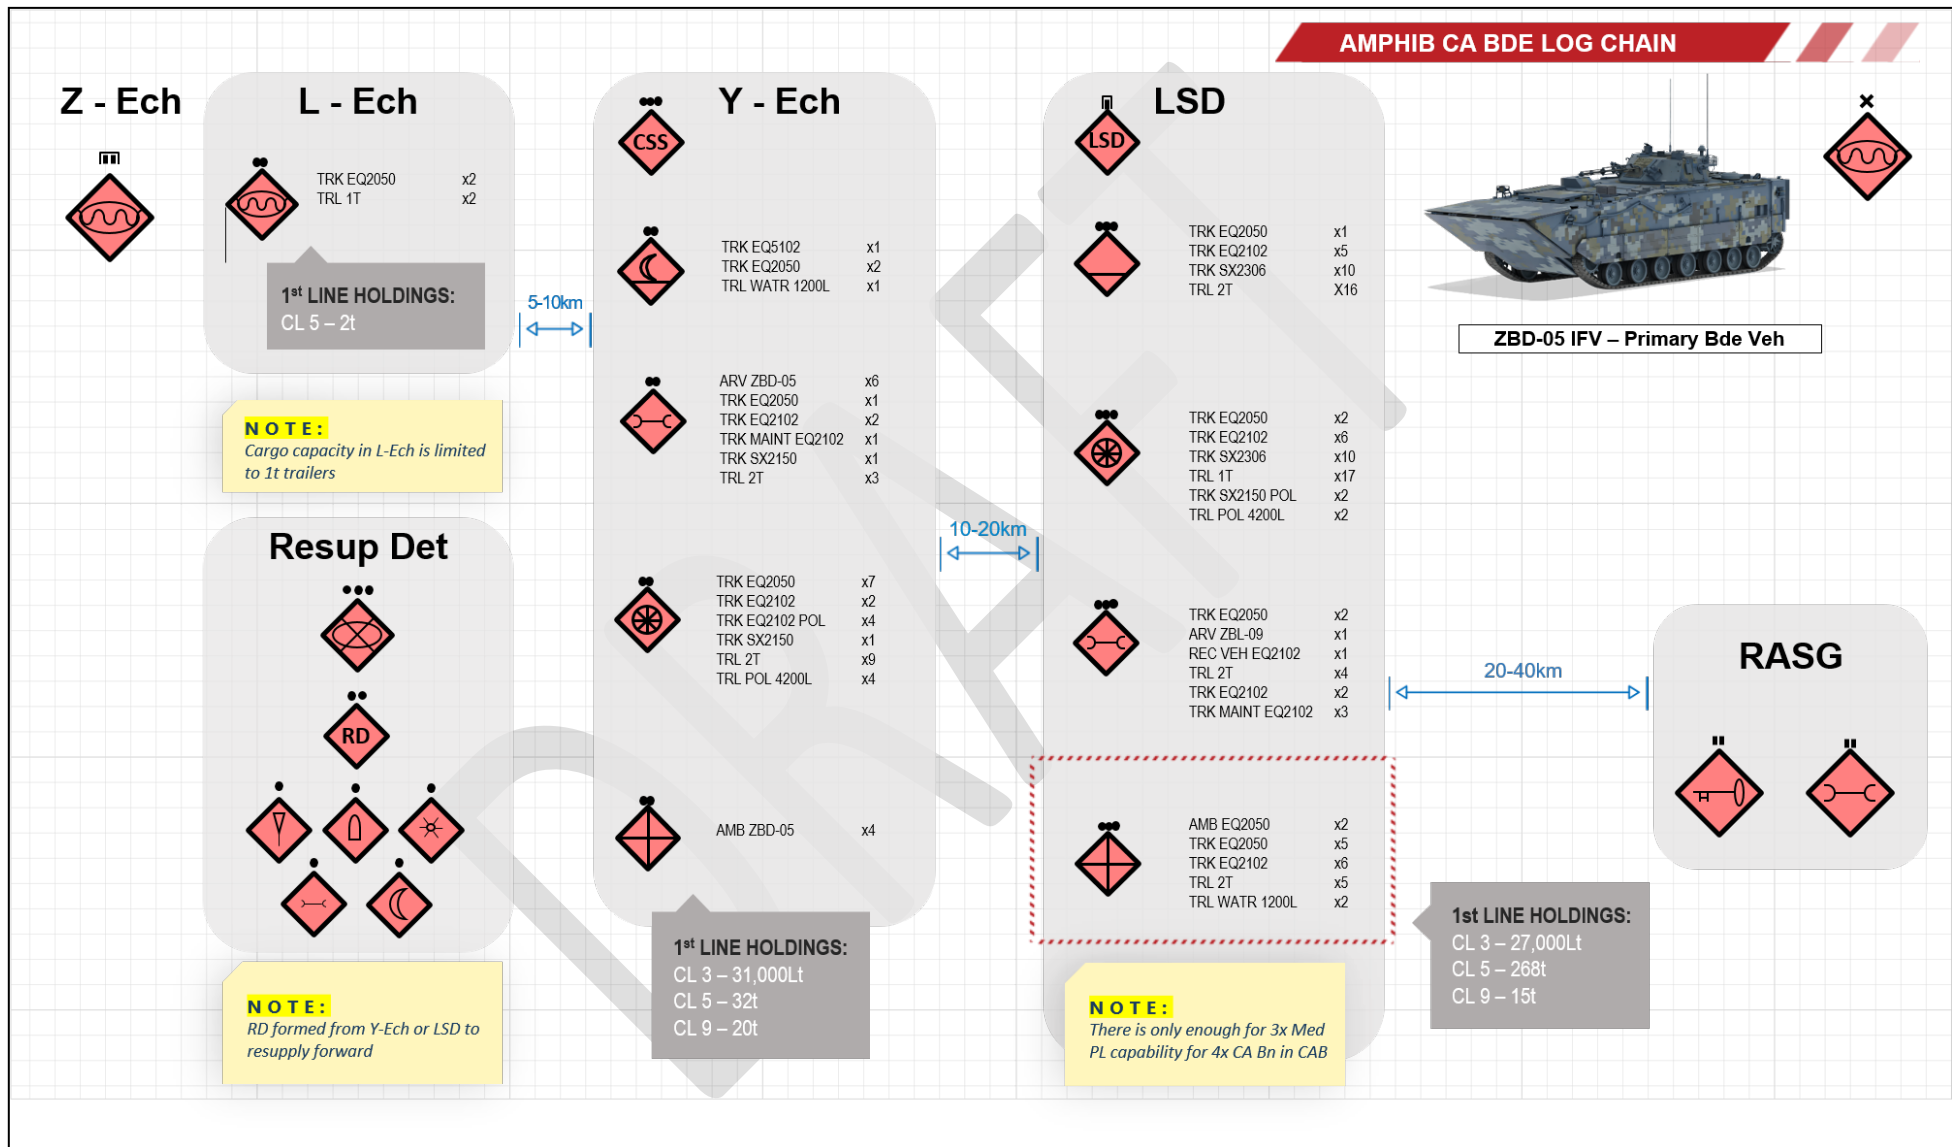 AMPHIB CA BDE LOG CHAIN
Z - Ech
L - Ech
TRK EQ2050 x2
TRL 1T x2
1st LINE HOLDINGS:
CL 5 – 2t
NOTE:
Cargo capacity in L-Ech is limited
to 1t trailers
5-10km
Resup Det
RD
NOTE:
RD formed from Y-Ech or LSD to
resupply forward
Y - Ech
CSS
TRK EQ5102 x1
TRK EQ2050 x2
TRL WATR 1200L x1
ARV ZBD-05 x6
TRK EQ2050 x1
TRK EQ2102 x2
TRK MAINT EQ2102 x1
TRK SX2150 x1
TRL 2T x3
TRK EQ2050 x7
TRK EQ2102 x2
TRK EQ2102 POL x4
TRK SX2150 x1
TRL 2T x9
TRL POL 4200L x4
AMB ZBD-05 x4
1st LINE HOLDINGS:
CL 3 – 31,000Lt
CL 5 – 32t
CL 9 – 20t
10-20km
LSD
LSD
TRK EQ2050 x1
TRK EQ2102 x5
TRK SX2306 x10
TRL 2T X16
TRK EQ2050 x2
TRK EQ2102 x6
TRK SX2306 x10
TRL 1T x17
TRK SX2150 POL x2
TRL POL 4200L x2
TRK EQ2050 x2
ARV ZBL-09 x1
REC VEH EQ2102 x1
TRL 2T x4
TRK EQ2102 x2
TRK MAINT EQ2102 x3
AMB EQ2050 x2
TRK EQ2050 x5
TRK EQ2102 x6
TRL 2T x5
TRL WATR 1200L x2
NOTE:
There is only enough for 3x Med
PL capability for 4x CA Bn in CAB
1st LINE HOLDINGS:
CL 3 – 27,000Lt
CL 5 – 268t
CL 9 – 15t
20-40km
ZBD-05 IFV – Primary Bde Veh
RASG
DRAFT